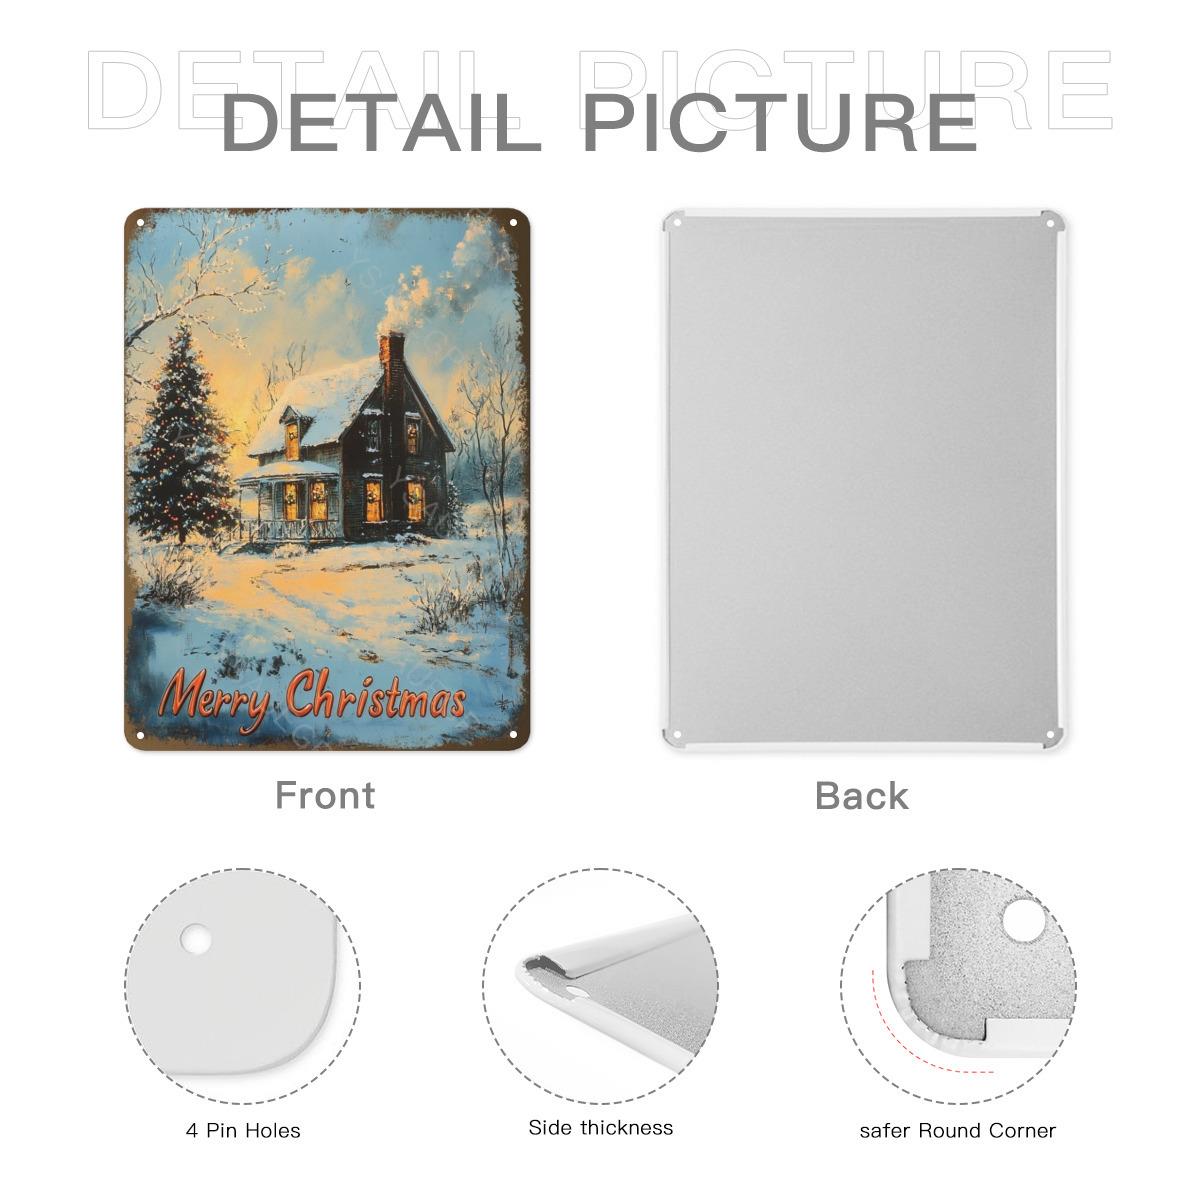 DETAIL PICTURE
DETAIL PICTURE
Merry Christmas
Front
Back
4 Pin Holes
Side thickness
safer Round Corner